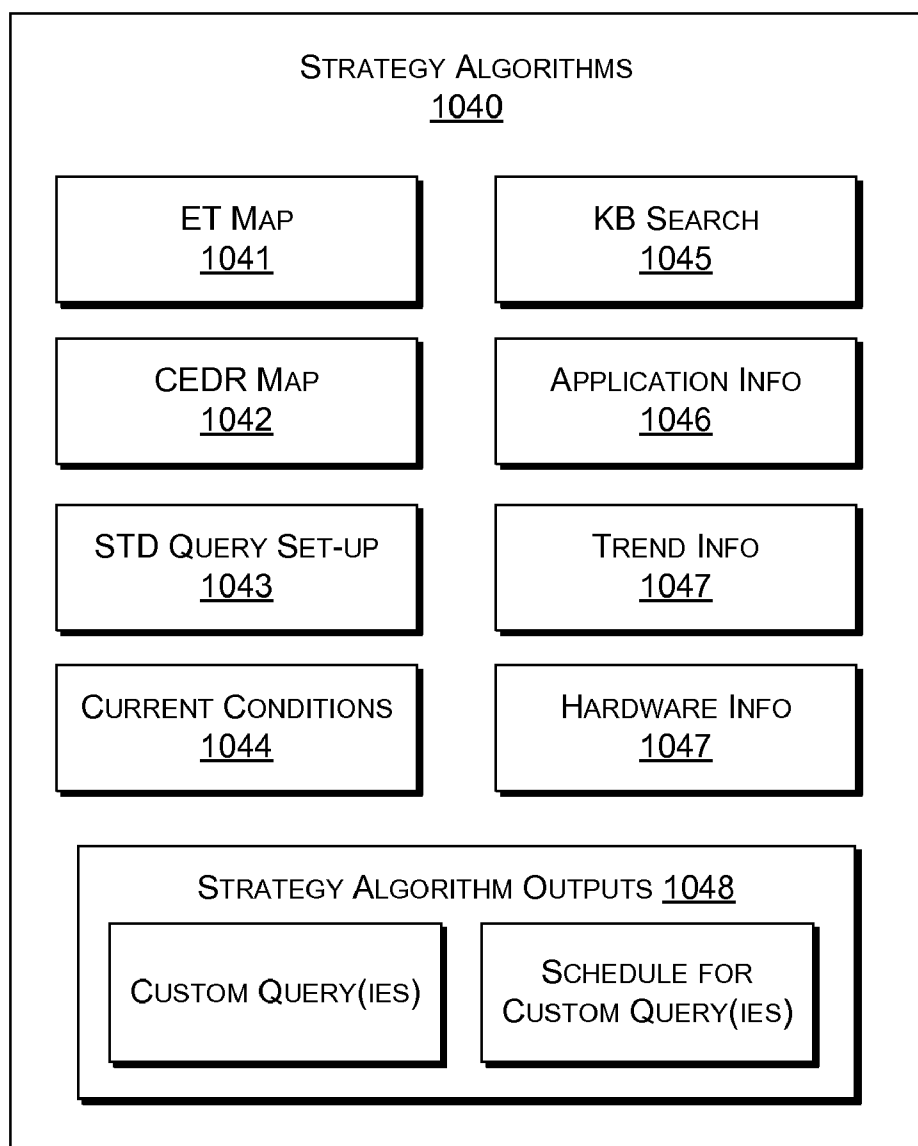 STRATEGY ALGORITHMS
1040
ET MAP
1041
KB SEARCH
1045
CEDR MAP
1042
APPLICATION INFO
1046
STD QUERY SET-UP
1043
TREND INFO
1047
CURRENT CONDITIONS
1044
HARDWARE INFO
1047
STRATEGY ALGORITHM OUTPUTS 1048
CUSTOM QUERY(IES)
SCHEDULE FOR
CUSTOM QUERY(IES)